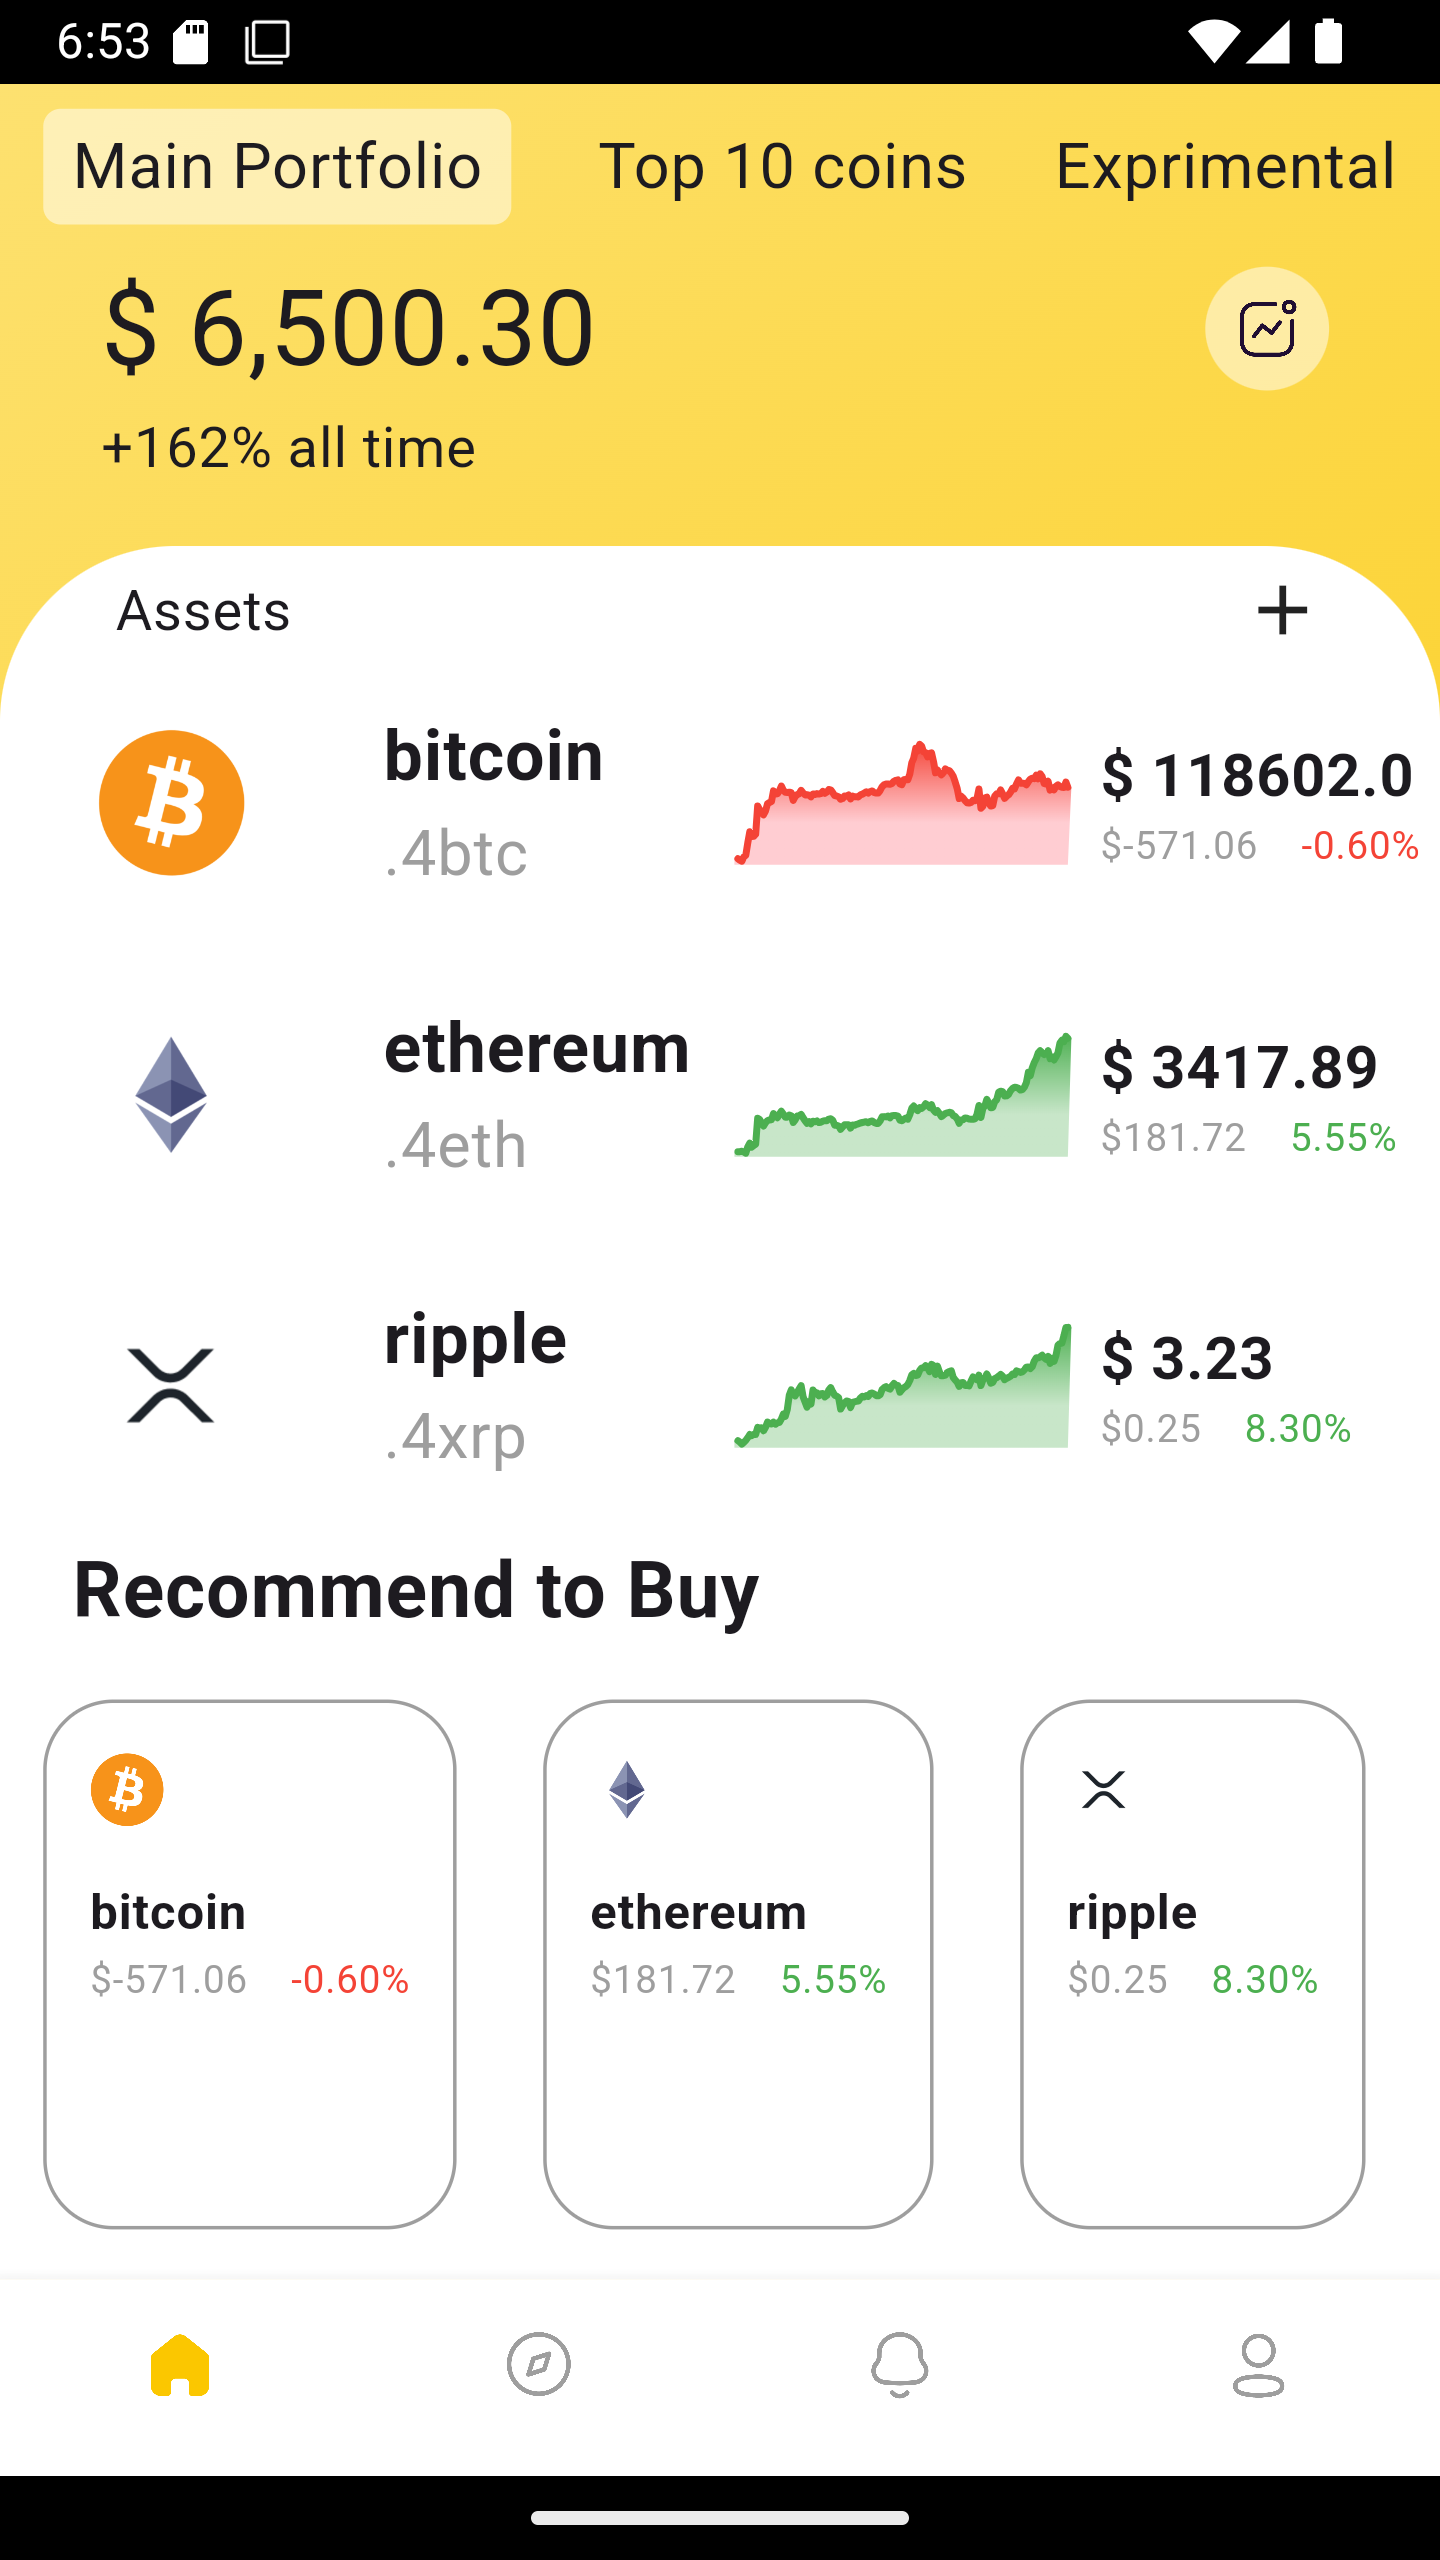 6:53
Main Portfolio Top 10 coins Exprimental
$ 6,500.30
+162% all time
Assets
bitcoin
$ 118602.0
.4btc
$-571.06 -0.60%
ethereum
$ 3417.89
.4eth
$181.72 5.55%
ripple
$ 3.23
.4xrp
$0.25 8.30%
Recommend to Buy
bitcoin ethereum ripple
$-571.06 -0.60% $181.72 5.55% $0.25 8.30%